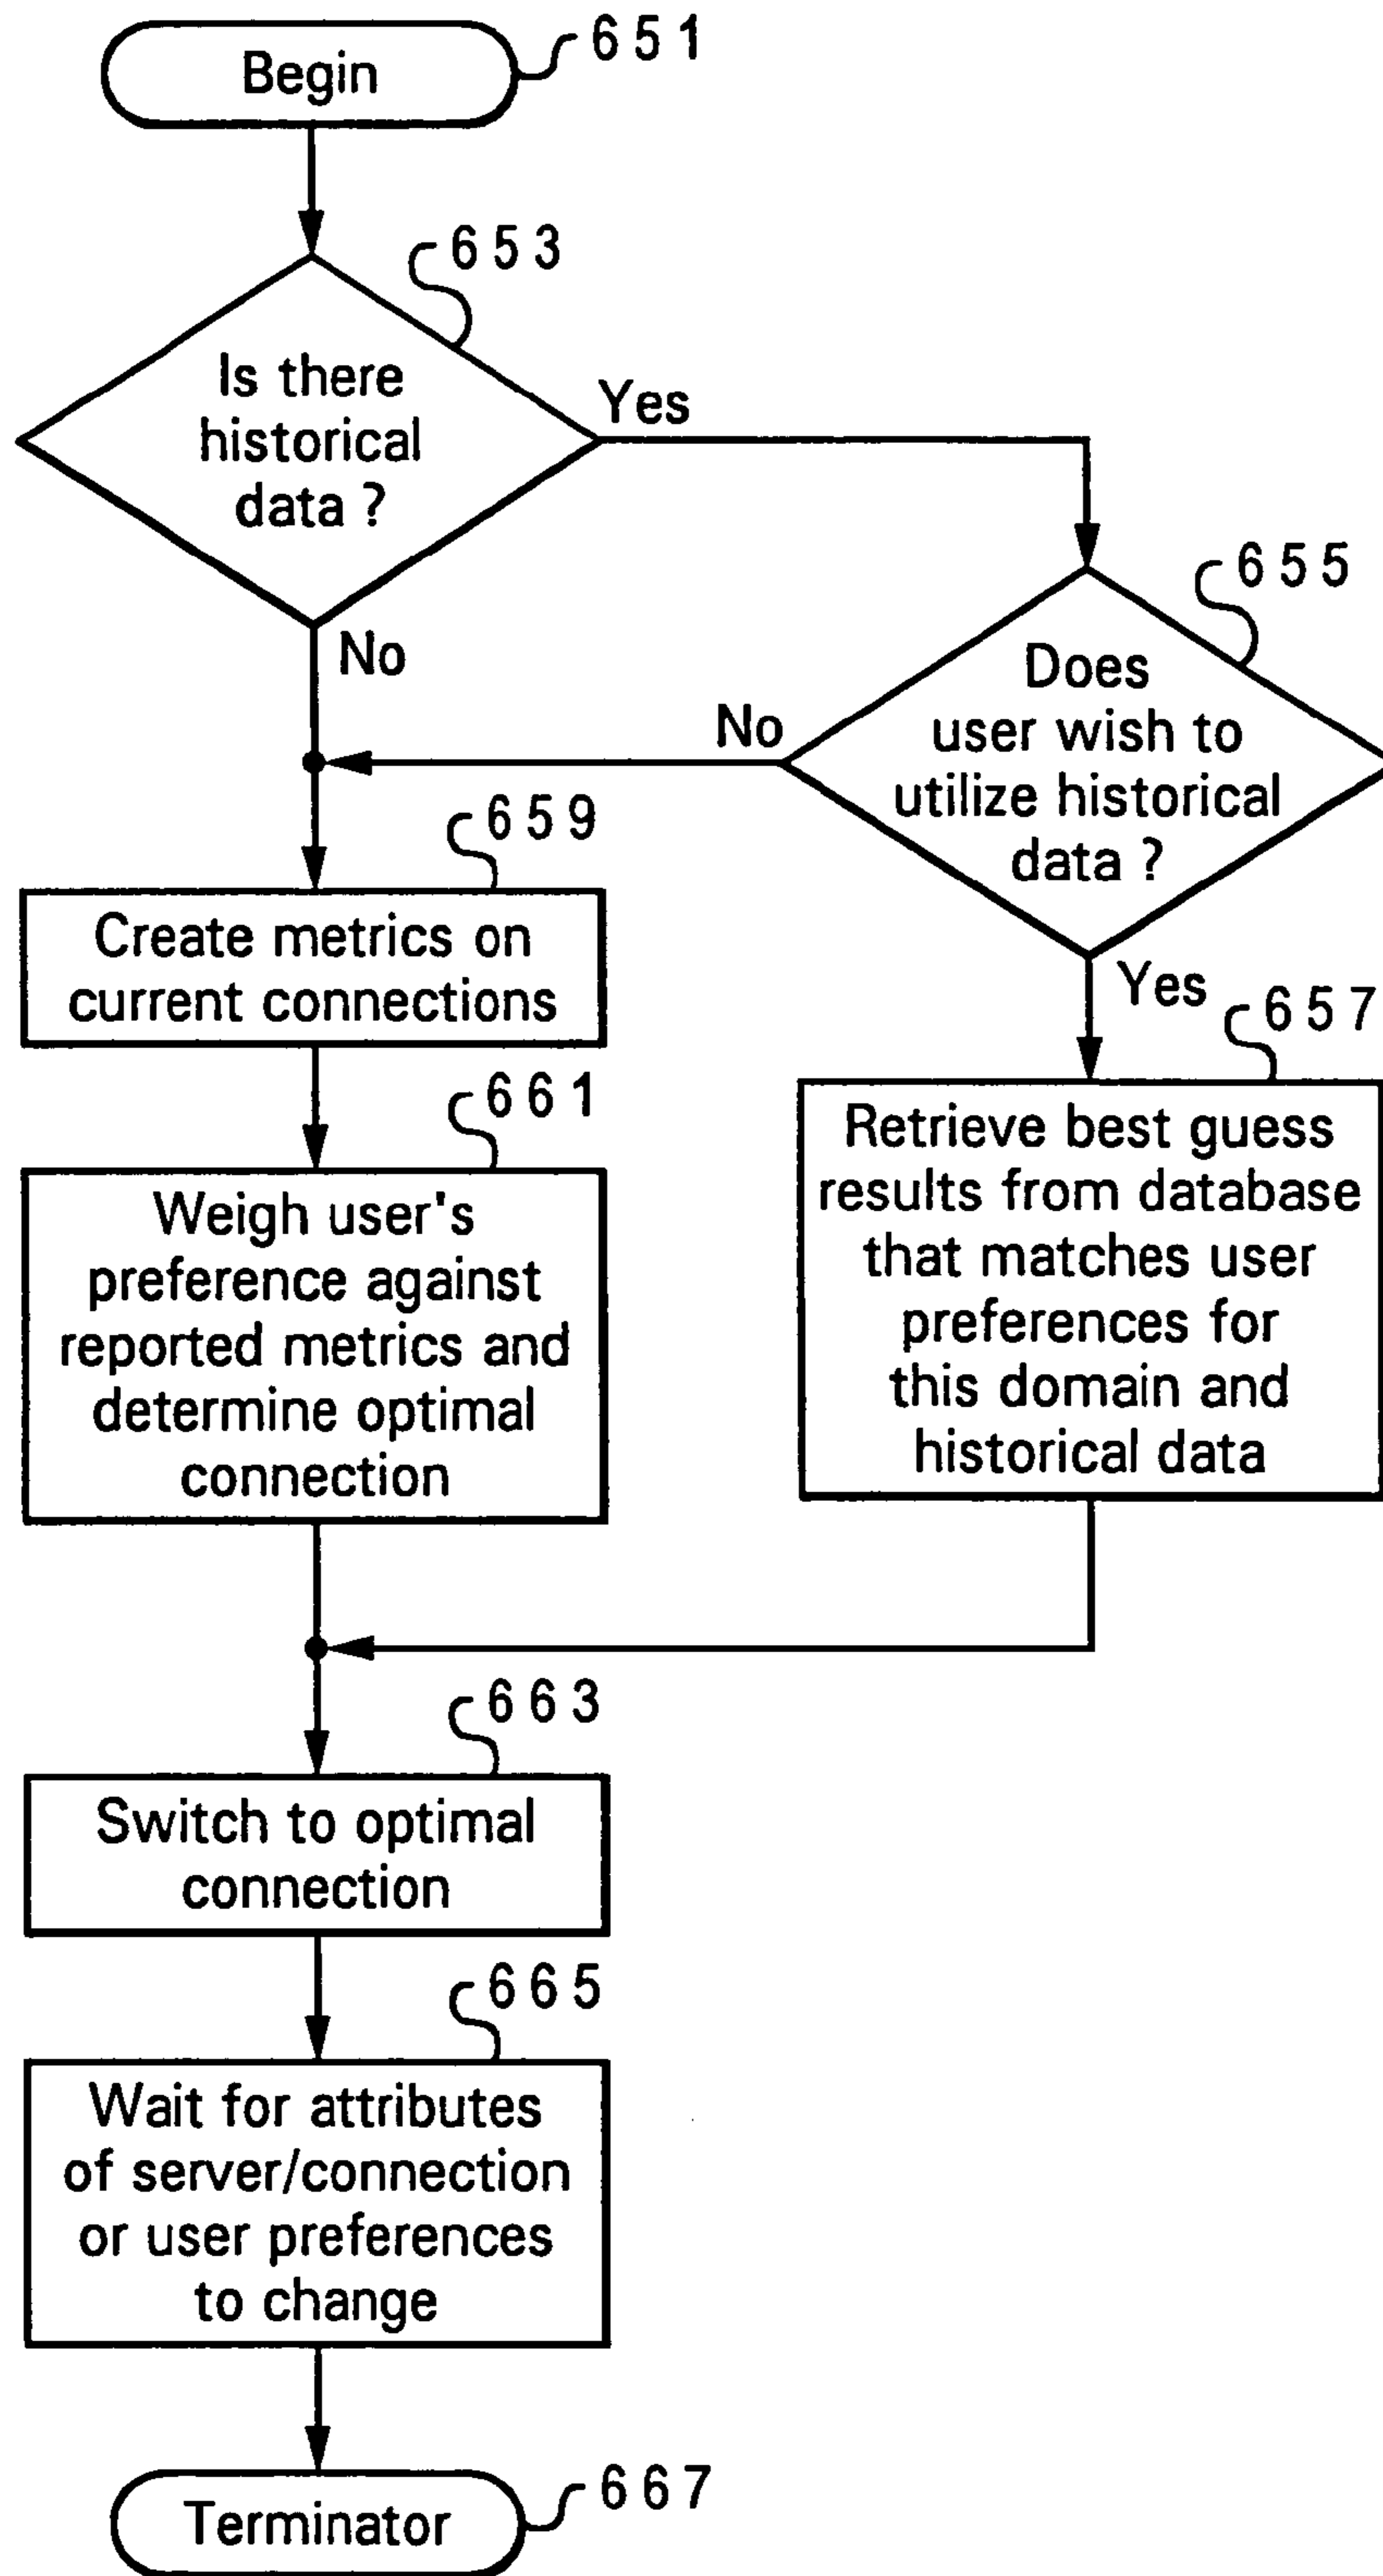 Begin
651
653
Is there
historical
data ?
Yes
No
655
Does
user wish to
utilize historical
data ?
No
Yes
659
Create metrics on
current connections
657
Retrieve best guess
results from database
that matches user
preferences for
this domain and
historical data
661
Weigh user's
preference against
reported metrics and
determine optimal
connection
663
Switch to optimal
connection
665
Wait for attributes
of server/connection
or user preferences
to change
Terminator
667